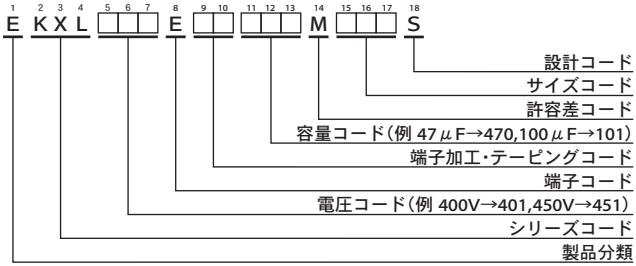 1 2 3 4 5 6 7 8 9 10 11 12 13 14 15 16 17 18
E K X L □□□ E □□ □□□ M □□□ S
設計コード
サイズコード
許容差コード
容量コード(例 47μF→470,100μF→101)
端子加工・テーピングコード
端子コード
電圧コード(例 400V→401,450V→451)
シリーズコード
製品分類